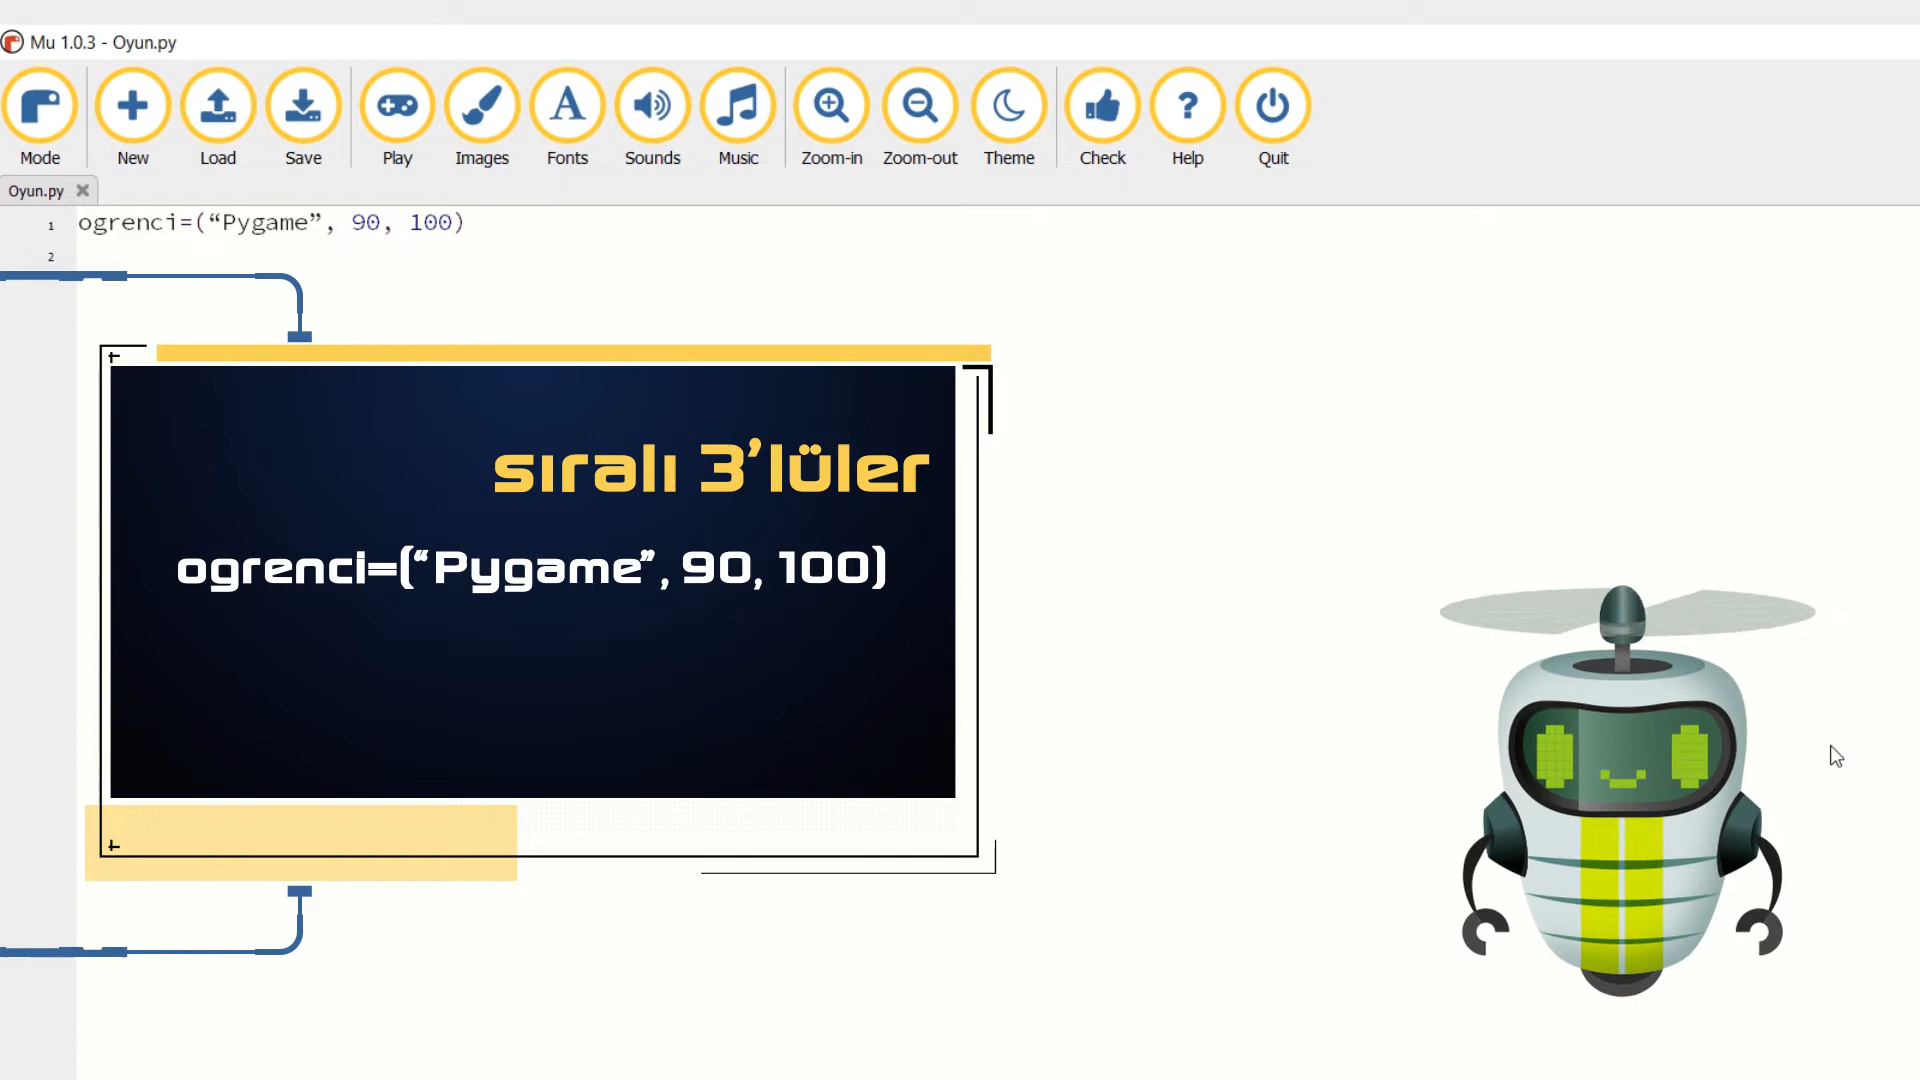 Mu 1.0.3 - Oyun.py
Mode New Load Save Play Images Fonts Sounds Music Zoom-in Zoom-out Theme Check Help Quit
Oyun.py
1 ogrenci=(“Pygame”, 90, 100)
2
sıralı 3’lüler
ogrenci=(“Pygame”, 90, 100)